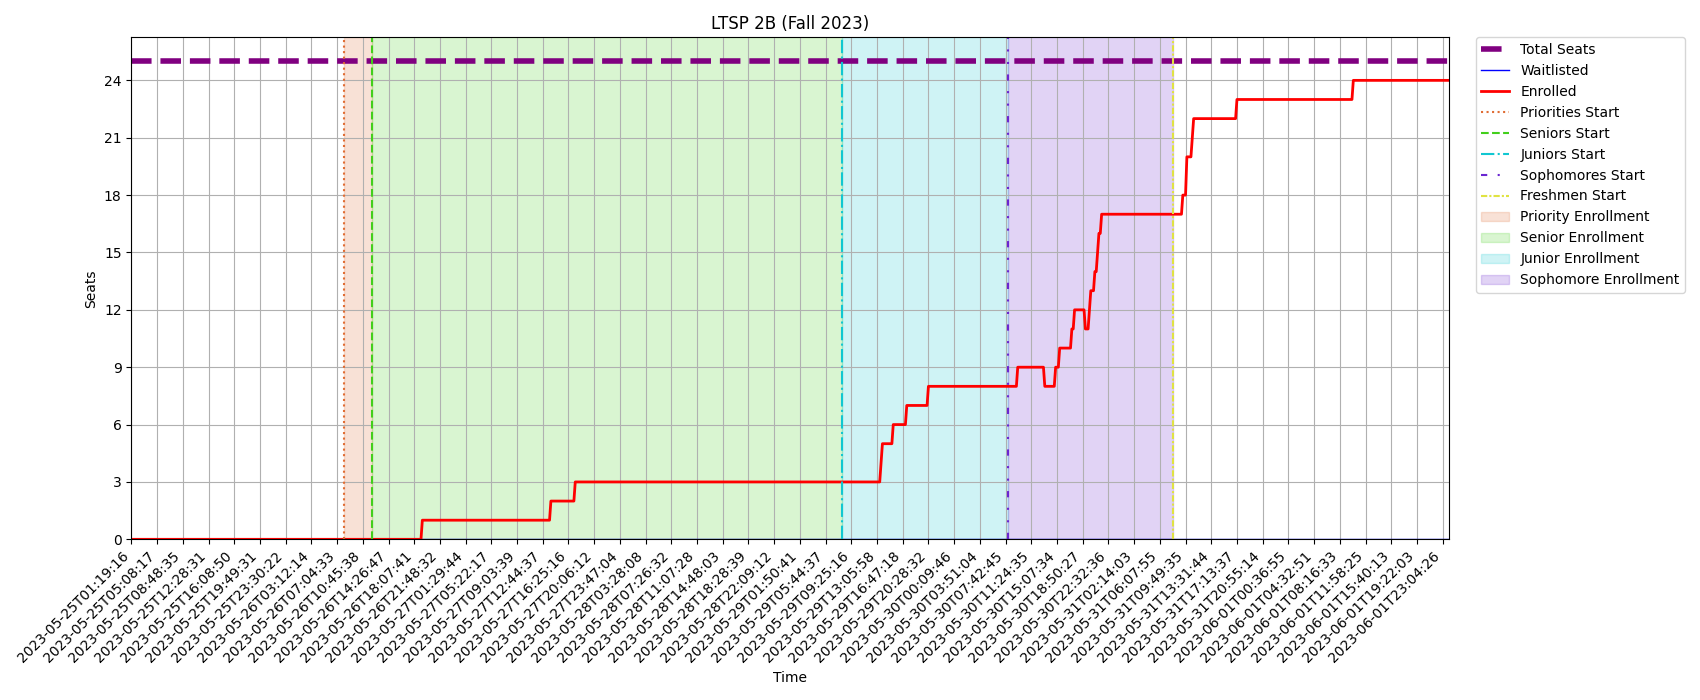 LTSP 2B (Fall 2023)
Seats
24
21
18
15
12
9
6
3
0
2023-05-25T01:19:16
2023-05-25T05:08:17
2023-05-25T08:48:35
2023-05-25T12:28:31
2023-05-25T16:08:50
2023-05-25T19:49:31
2023-05-25T23:30:22
2023-05-26T03:12:14
2023-05-26T07:04:33
2023-05-26T10:45:38
2023-05-26T14:26:47
2023-05-26T18:07:41
2023-05-26T21:48:32
2023-05-27T01:29:44
2023-05-27T05:22:17
2023-05-27T09:03:39
2023-05-27T12:44:37
2023-05-27T16:25:16
2023-05-27T20:06:12
2023-05-27T23:47:04
2023-05-28T03:28:08
2023-05-28T07:26:32
2023-05-28T11:07:28
2023-05-28T14:48:03
2023-05-28T18:28:39
2023-05-28T22:09:12
2023-05-29T01:50:41
2023-05-29T05:44:37
2023-05-29T09:25:16
2023-05-29T13:05:58
2023-05-29T16:47:18
2023-05-29T20:28:32
2023-05-30T00:09:46
2023-05-30T03:51:04
2023-05-30T07:42:45
2023-05-30T11:24:35
2023-05-30T15:07:34
2023-05-30T18:50:27
2023-05-30T22:32:36
2023-05-31T02:14:03
2023-05-31T06:07:55
2023-05-31T09:49:35
2023-05-31T13:31:44
2023-05-31T17:13:37
2023-05-31T20:55:14
2023-06-01T00:36:55
2023-06-01T04:32:51
2023-06-01T08:16:33
2023-06-01T11:58:25
2023-06-01T15:40:13
2023-06-01T19:22:03
2023-06-01T23:04:26
Time
Total Seats
Waitlisted
Enrolled
Priorities Start
Seniors Start
Juniors Start
Sophomores Start
Freshmen Start
Priority Enrollment
Senior Enrollment
Junior Enrollment
Sophomore Enrollment